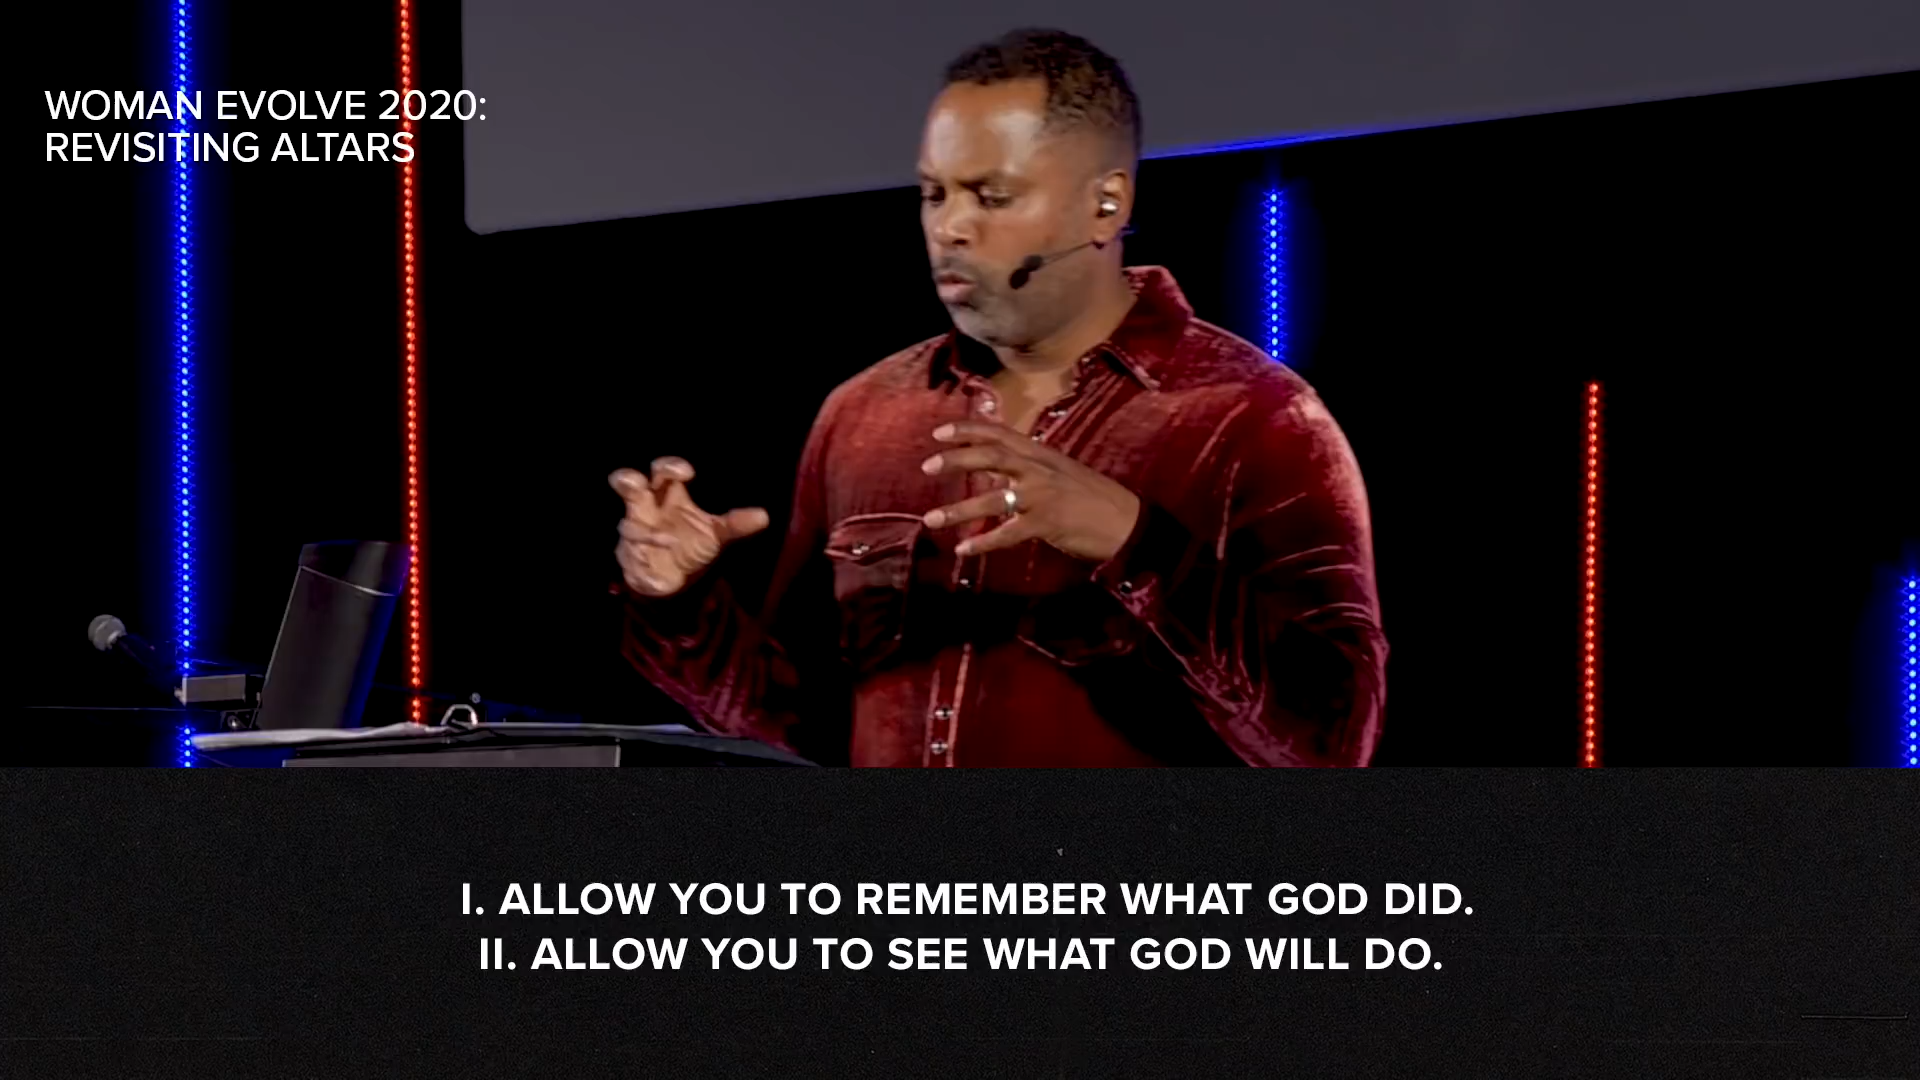 WOMAN EVOLVE 2020:
REVISITING ALTARS
I. ALLOW YOU TO REMEMBER WHAT GOD DID.
II. ALLOW YOU TO SEE WHAT GOD WILL DO.